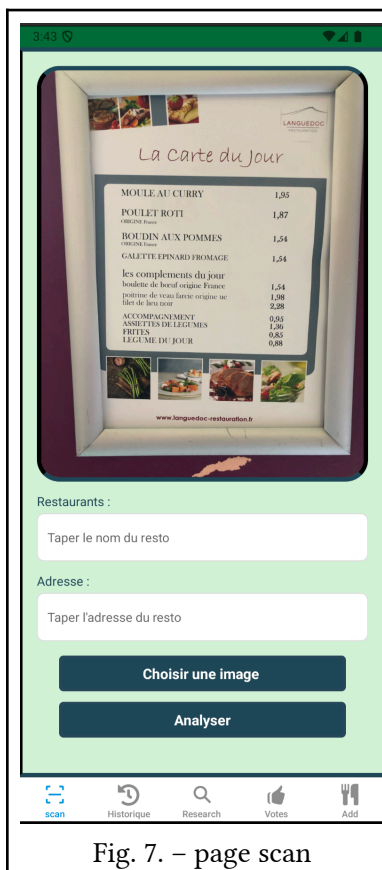 3:43
LANGUEDOC
RESTAURATION
La Carte du Jour
MOULE AU CURRY 1,95
POULET ROTI 1,87
ORIGINE France
BOUDIN AUX POMMES 1,54
ORIGINE France
GALETTE EPINARD FROMAGE 1,54
les complements du jour
boulette de bœuf origine France 1,54
poitrine de veau farcie origine ue 1,98
filet de lieu noir 2,28
ACCOMPAGNEMENT 0,95
ASSIETTES DE LEGUMES 1,36
FRITES 0,85
LEGUME DU JOUR 0,88
www.languedoc-restauration.fr
Restaurants :
Taper le nom du resto
Adresse :
Taper l'adresse du resto
Choisir une image
Analyser
scan Historique Research Votes Add
Fig. 7. – page scan